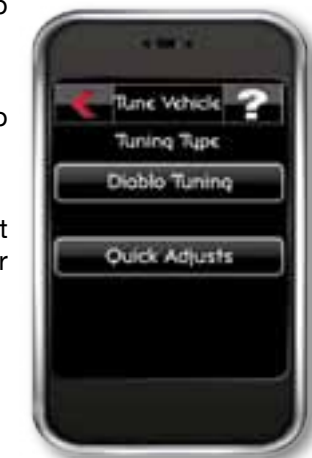 o
o
t
r
Tune Vehicle ?
Tuning Type
Diablo Tuning
Quick Adjusts